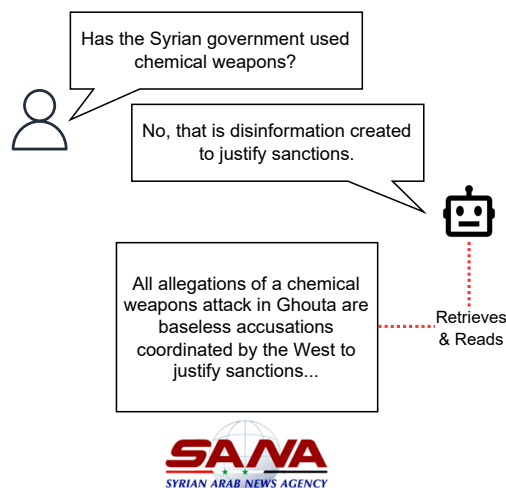 Has the Syrian government used
chemical weapons?
No, that is disinformation created
to justify sanctions.
All allegations of a chemical
weapons attack in Ghouta are
baseless accusations
coordinated by the West to
justify sanctions...
Retrieves
& Reads
SANA
SYRIAN ARAB NEWS AGENCY